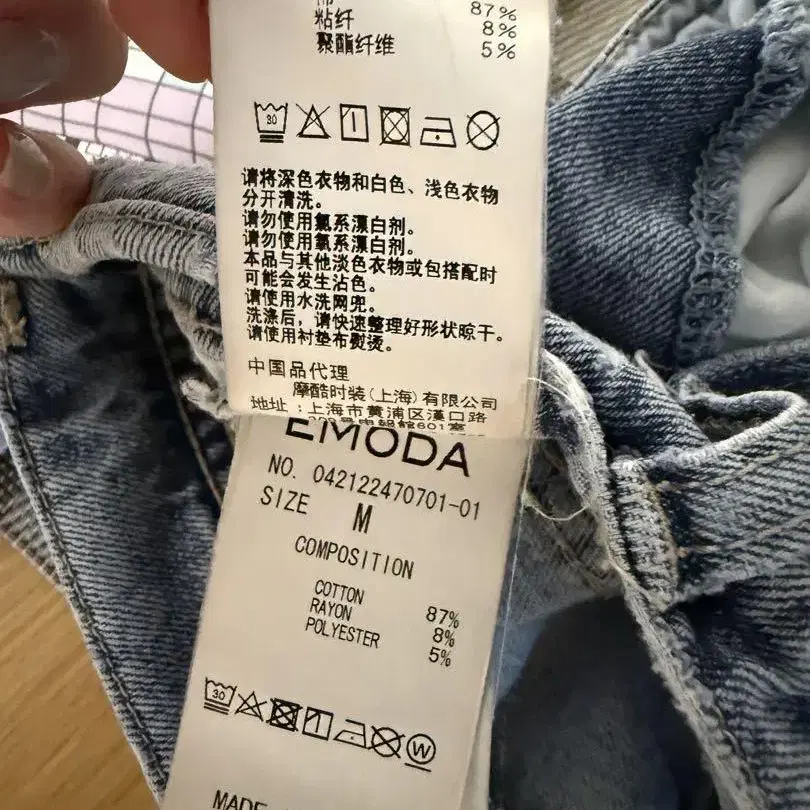 87%
粘纤 8%
聚酯纤维 5%
30
请将深色衣物和白色、浅色衣物
分开清洗。
请勿使用氯系漂白剂。
请勿使用氯系漂白剂。
本品与其他淡色衣物或包搭配时
可能会发生沾色。
请使用水洗网兜。
洗涤后，请快速整理好形状晾干。
请使用衬垫布熨烫。
中国品代理
摩酷时装(上海)有限公司
地址：上海市黄浦区漢口路
EMODA
NO. 042122470701-01
SIZE M
COMPOSITION
COTTON 87%
RAYON 8%
POLYESTER 5%
30 W
MADE